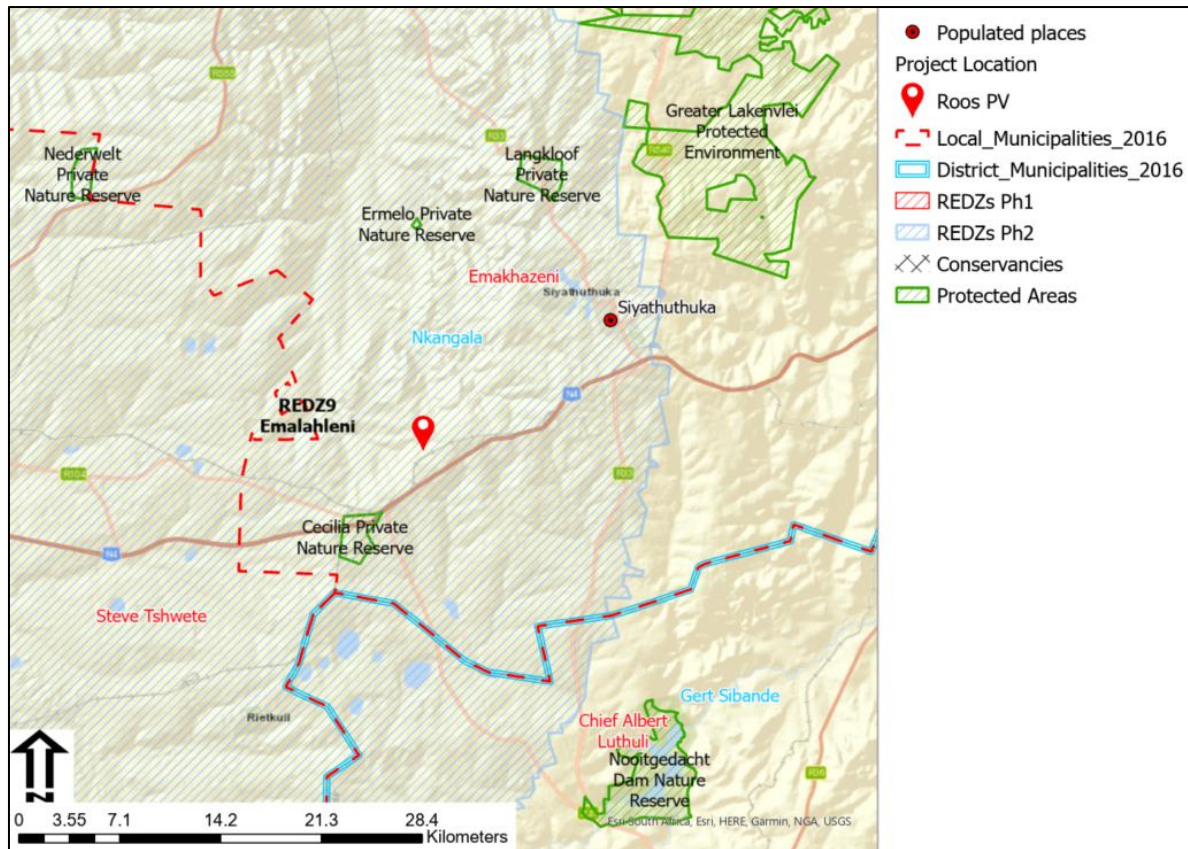 R555
Nederwelt
Private
Nature Reserve
R33
Langkloof
Private
Nature Reserve
R540
Greater Lakenvlei
Protected
Environment
Ermelo Private
Nature Reserve
Emakhazeni
Siyathuthuka
Siyathuthuka
Nkangala
N4
REDZ9
Emalahleni
R104
R33
Cecilia Private
Nature Reserve
N4
Steve Tshwete
Rietkuil
Gert Sibande
Chief Albert
Luthuli
Nooitgedacht
Dam Nature
Reserve
R36
N
0 3.55 7.1 14.2 21.3 28.4
Kilometers
Esri South Africa, Esri, HERE, Garmin, NGA, USGS
Populated places
Project Location
Roos PV
Local_Municipalities_2016
District_Municipalities_2016
REDZs Ph1
REDZs Ph2
Conservancies
Protected Areas